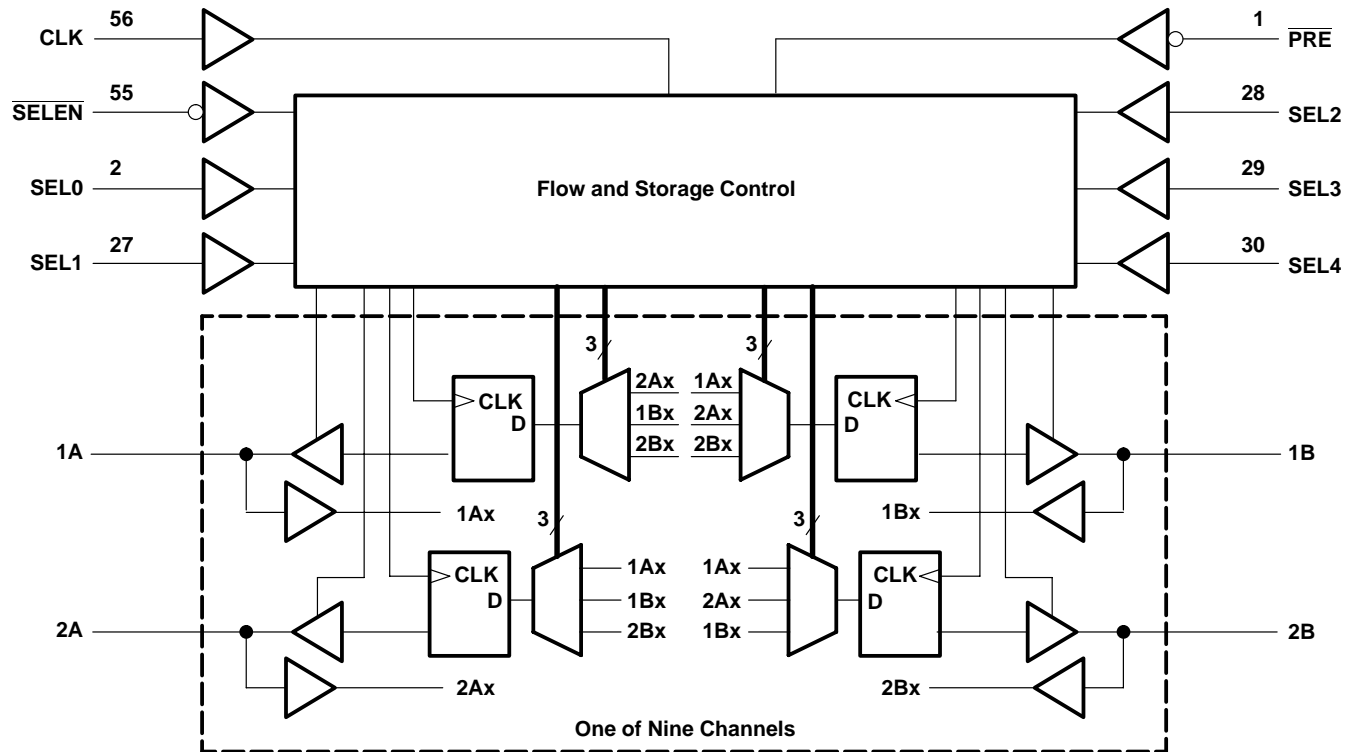 CLK 56
1 PRE
SELEN 55
28 SEL2
SEL0 2
29 SEL3
Flow and Storage Control
SEL1 27
30 SEL4
3
3
CLK
D
2Ax
1Bx
2Bx
1Ax
2Ax
2Bx
CLK
D
1A
1B
1Ax
1Bx
3
3
CLK
D
1Ax
1Bx
2Bx
1Ax
2Ax
1Bx
CLK
D
2A
2B
2Ax
2Bx
One of Nine Channels